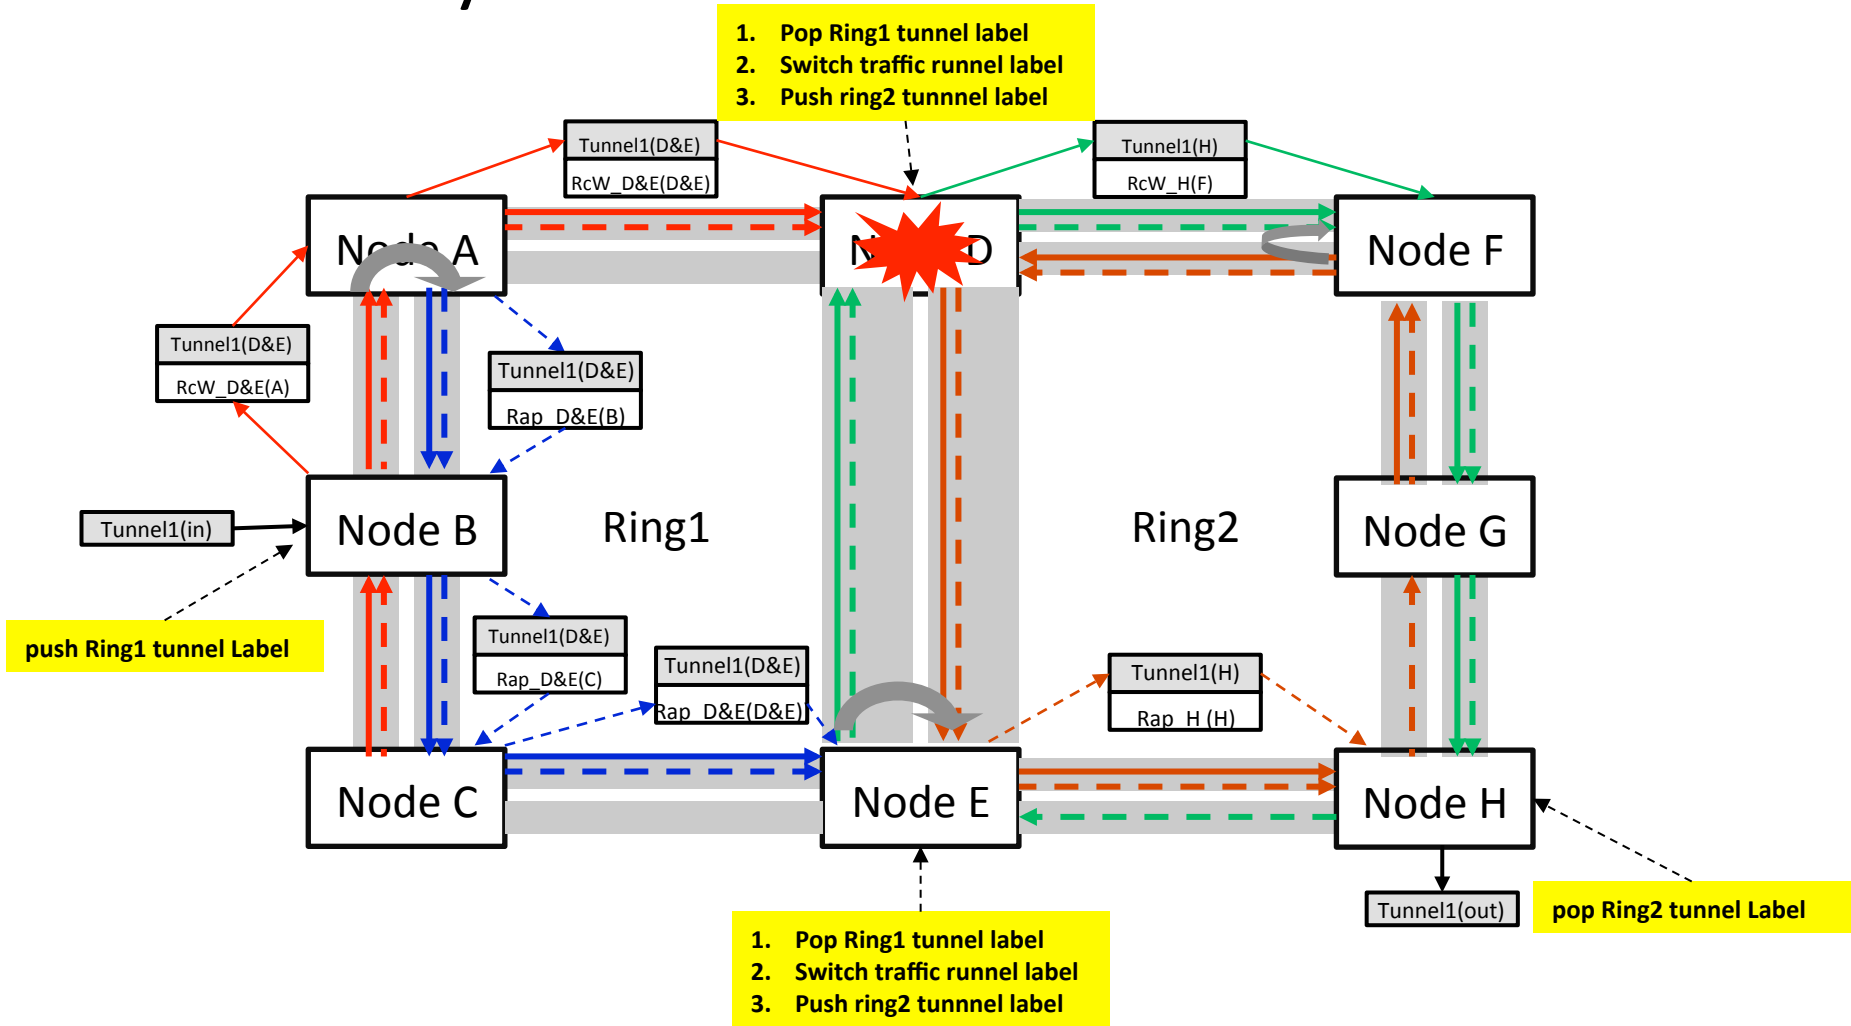 1. Pop Ring1 tunnel label
2. Switch traffic runnel label
3. Push ring2 tunnnel label
Tunnel1(D&E)
RcW_D&E(D&E)
Tunnel1(H)
RcW_H(F)
Node A
D
Node F
Tunnel1(D&E)
RcW_D&E(A)
Tunnel1(D&E)
Rap_D&E(B)
Tunnel1(in)
Node B
Ring1
Ring2
Node G
push Ring1 tunnel Label
Tunnel1(D&E)
Rap_D&E(C)
Tunnel1(D&E)
Rap_D&E(D&E)
Tunnel1(H)
Rap_H (H)
Node C
Node E
Node H
Tunnel1(out)
pop Ring2 tunnel Label
1. Pop Ring1 tunnel label
2. Switch traffic runnel label
3. Push ring2 tunnnel label